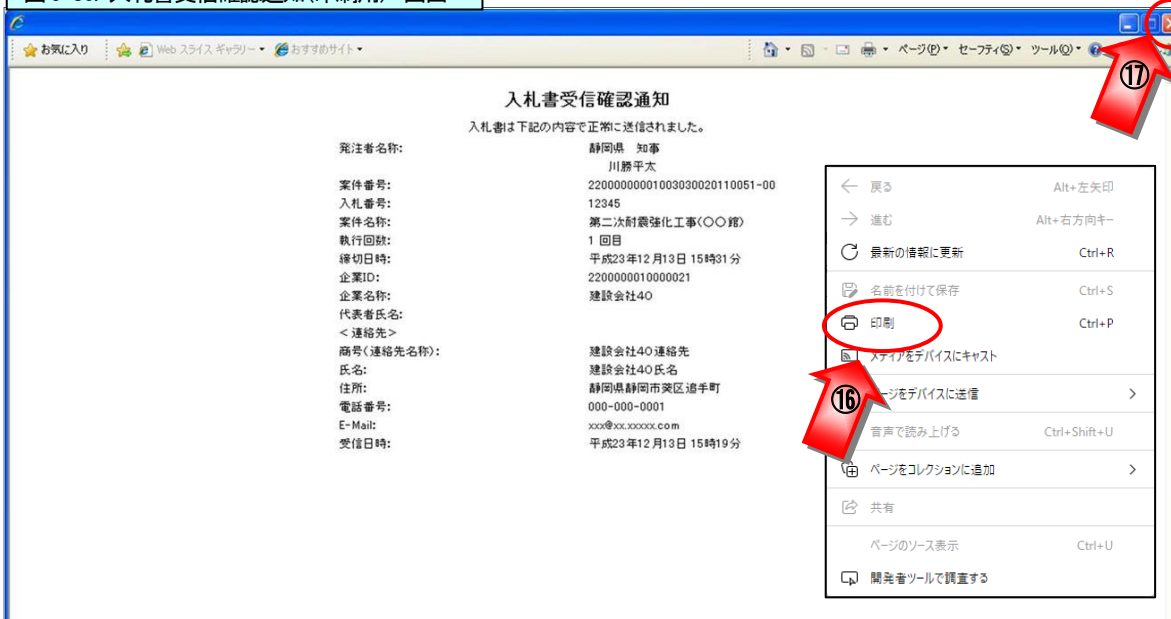 お気に入り Web スライス ギャラリー おすすめサイト ページ(P) セーフティ(S) ツール(O)
⑰
入札書受信確認通知
入札書は下記の内容で正常に送信されました。
発注者名称: 静岡県 知事
川勝平太
案件番号: 22000000001003030020110051-00
入札番号: 12345
案件名称: 第二次耐震強化工事(〇〇館)
執行回数: 1 回目
締切日時: 平成23年12月13日 15時31分
企業ID: 2200000010000021
企業名称: 建設会社40
代表者氏名:
<連絡先>
商号(連絡先名称): 建設会社40連絡先
氏名: 建設会社40氏名
住所: 静岡県静岡市葵区追手町
電話番号: 000-000-0001
E-Mail: xxx@xx.xxxxx.com
受信日時: 平成23年12月13日 15時19分
戻る Alt+左矢印
進む Alt+右方向キー
最新の情報に更新 Ctrl+R
名前を付けて保存 Ctrl+S
印刷 Ctrl+P
メディアをデバイスにキャスト
⑯
ページをデバイスに送信
音声で読み上げる Ctrl+Shift+U
ページをコレクションに追加
共有
ページのソース表示 Ctrl+U
開発者ツールで調査する